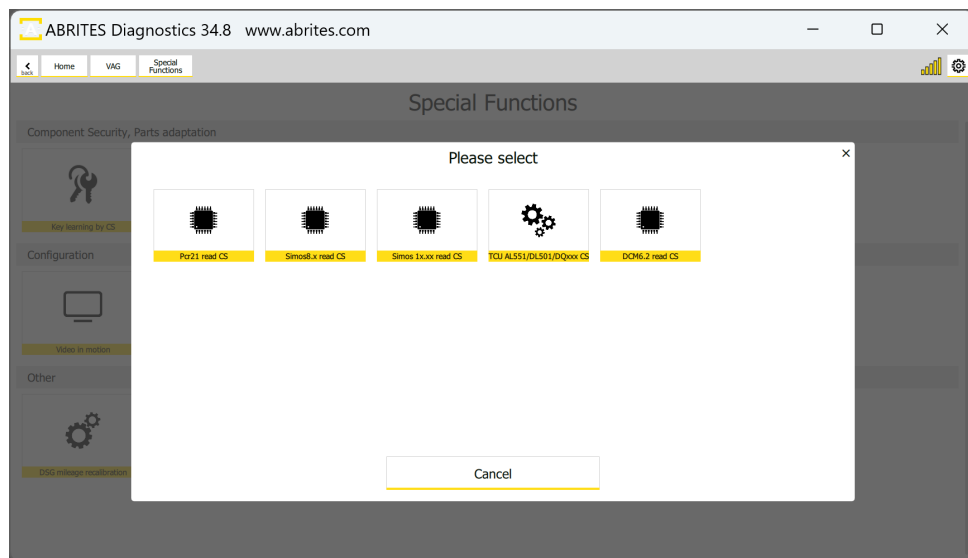 ABRITES Diagnostics 34.8 www.abrites.com
back
Home
VAG
Special
Functions
Special Functions
Component Security, Parts adaptation
Please select
Key learning by CS
Pcr21 read CS
Simos8.x read CS
Simos 1x.xx read CS
TCU AL551/DL501/DQxxx CS
DCM6.2 read CS
Configuration
Video in motion
Other
DSG mileage recalibration
Cancel